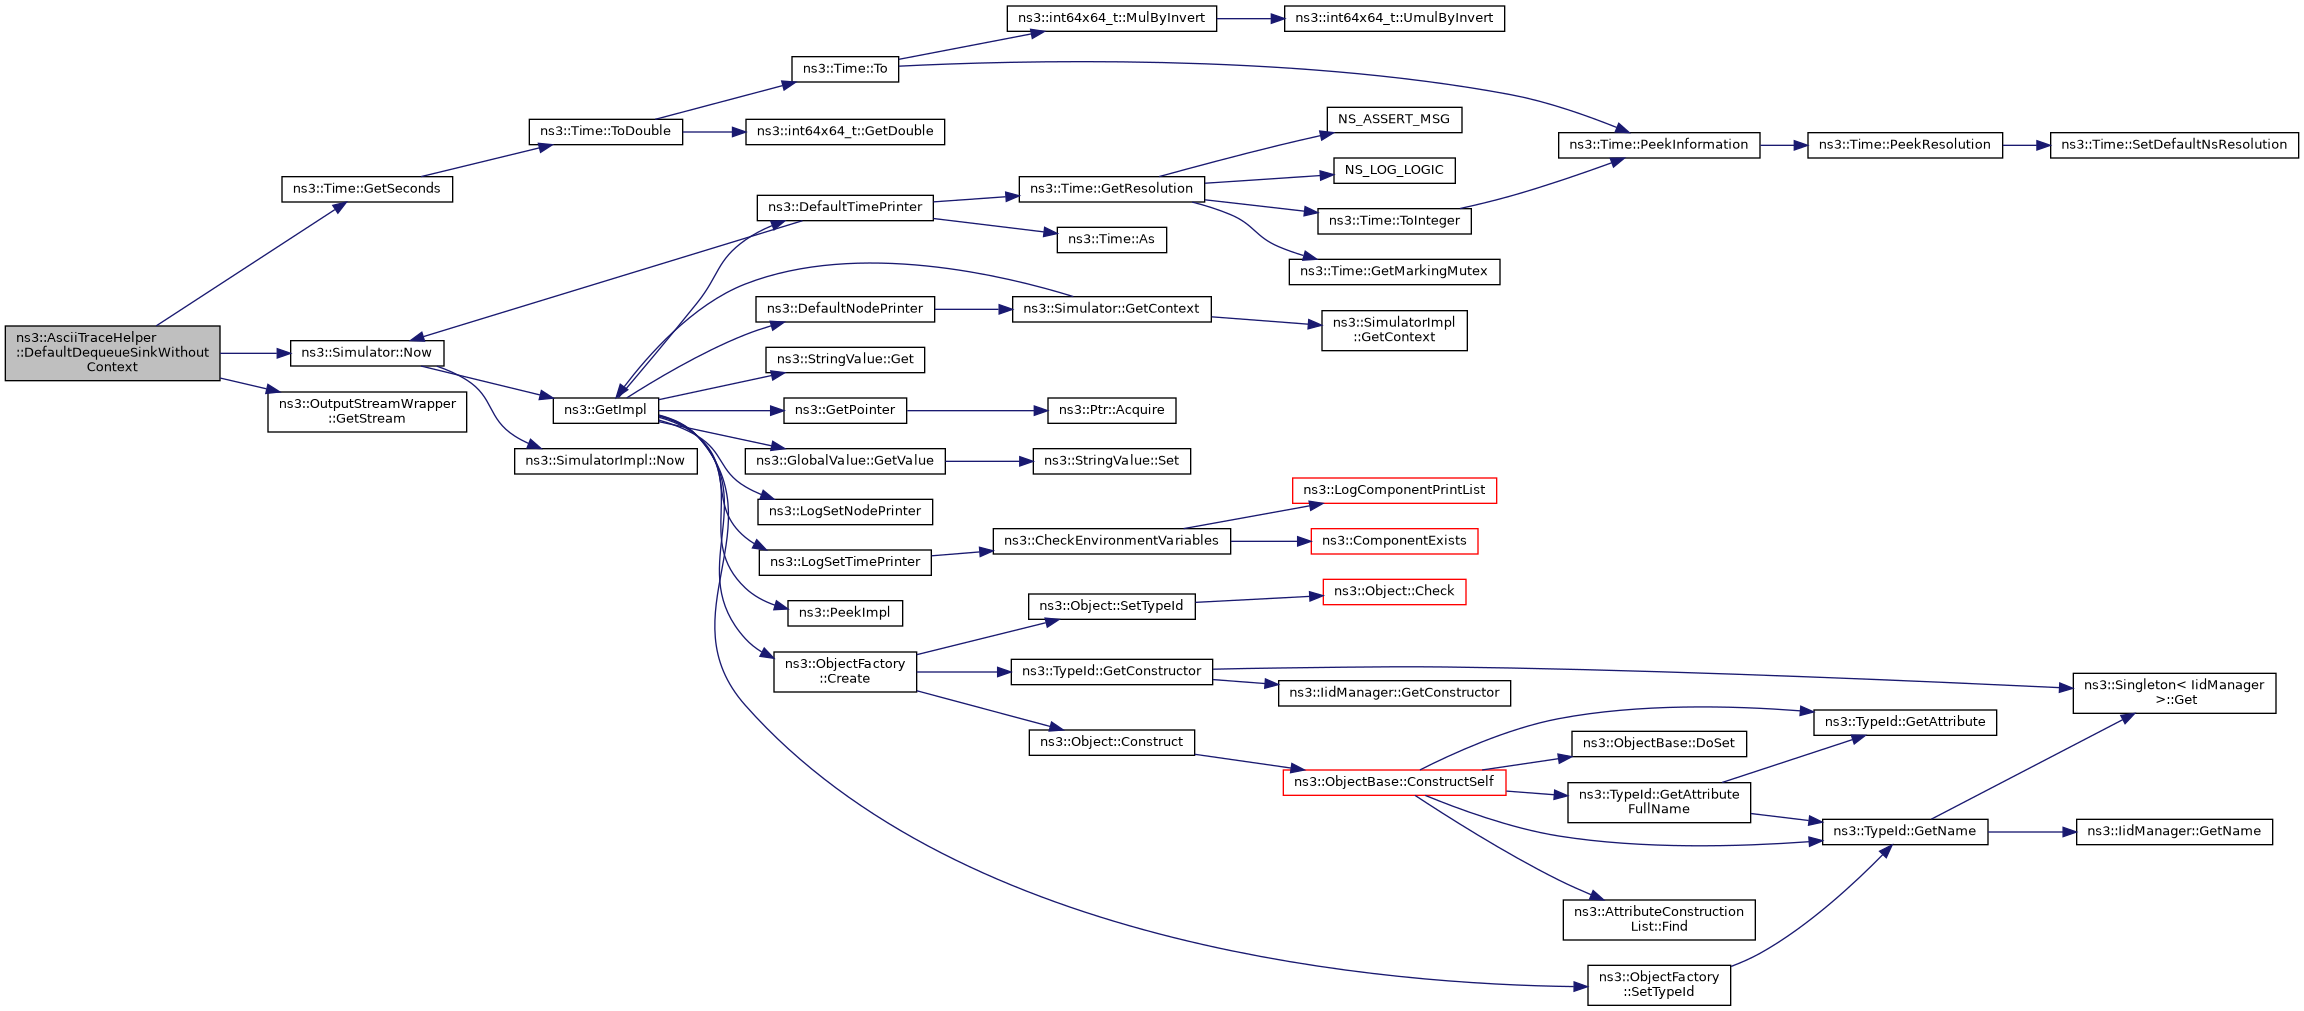 ns3::int64x64_t::MulByInvert
ns3::int64x64_t::UmulByInvert
ns3::Time::To
ns3::Time::ToDouble
ns3::int64x64_t::GetDouble
NS_ASSERT_MSG
ns3::Time::PeekInformation
ns3::Time::PeekResolution
ns3::Time::SetDefaultNsResolution
NS_LOG_LOGIC
ns3::Time::GetSeconds
ns3::Time::GetResolution
ns3::DefaultTimePrinter
ns3::Time::ToInteger
ns3::Time::As
ns3::Time::GetMarkingMutex
ns3::DefaultNodePrinter
ns3::Simulator::GetContext
ns3::SimulatorImpl
::GetContext
ns3::AsciiTraceHelper
::DefaultDequeueSinkWithout
Context
ns3::Simulator::Now
ns3::StringValue::Get
ns3::OutputStreamWrapper
::GetStream
ns3::GetImpl
ns3::GetPointer
ns3::Ptr::Acquire
ns3::SimulatorImpl::Now
ns3::GlobalValue::GetValue
ns3::StringValue::Set
ns3::LogComponentPrintList
ns3::LogSetNodePrinter
ns3::CheckEnvironmentVariables
ns3::ComponentExists
ns3::LogSetTimePrinter
ns3::Object::Check
ns3::Object::SetTypeId
ns3::PeekImpl
ns3::ObjectFactory
::Create
ns3::TypeId::GetConstructor
ns3::IidManager::GetConstructor
ns3::Singleton< IidManager
>::Get
ns3::TypeId::GetAttribute
ns3::Object::Construct
ns3::ObjectBase::DoSet
ns3::ObjectBase::ConstructSelf
ns3::TypeId::GetAttribute
FullName
ns3::TypeId::GetName
ns3::IidManager::GetName
ns3::AttributeConstruction
List::Find
ns3::ObjectFactory
::SetTypeId